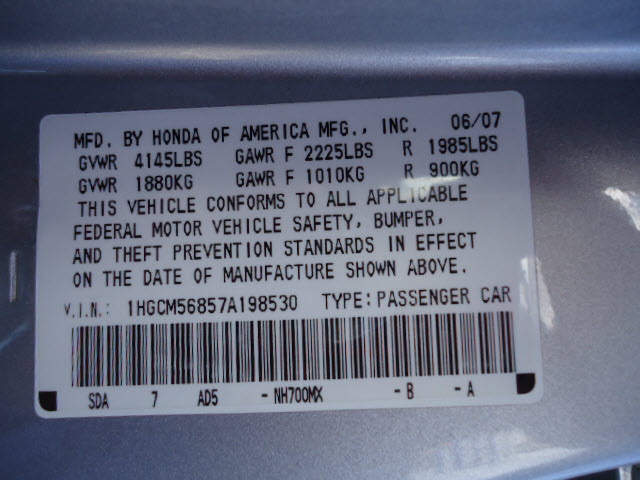 MFD. BY HONDA OF AMERICA MFG., INC. 06/07
GVWR 4145LBS GAWR F 2225LBS R 1985LBS
GVWR 1880KG GAWR F 1010KG R 900KG
THIS VEHICLE CONFORMS TO ALL APPLICABLE
FEDERAL MOTOR VEHICLE SAFETY, BUMPER,
AND THEFT PREVENTION STANDARDS IN EFFECT
ON THE DATE OF MANUFACTURE SHOWN ABOVE.
V.I.N.: 1HGCM56857A198530 TYPE: PASSENGER CAR
SDA 7 AD5 - NH700MX - B - A